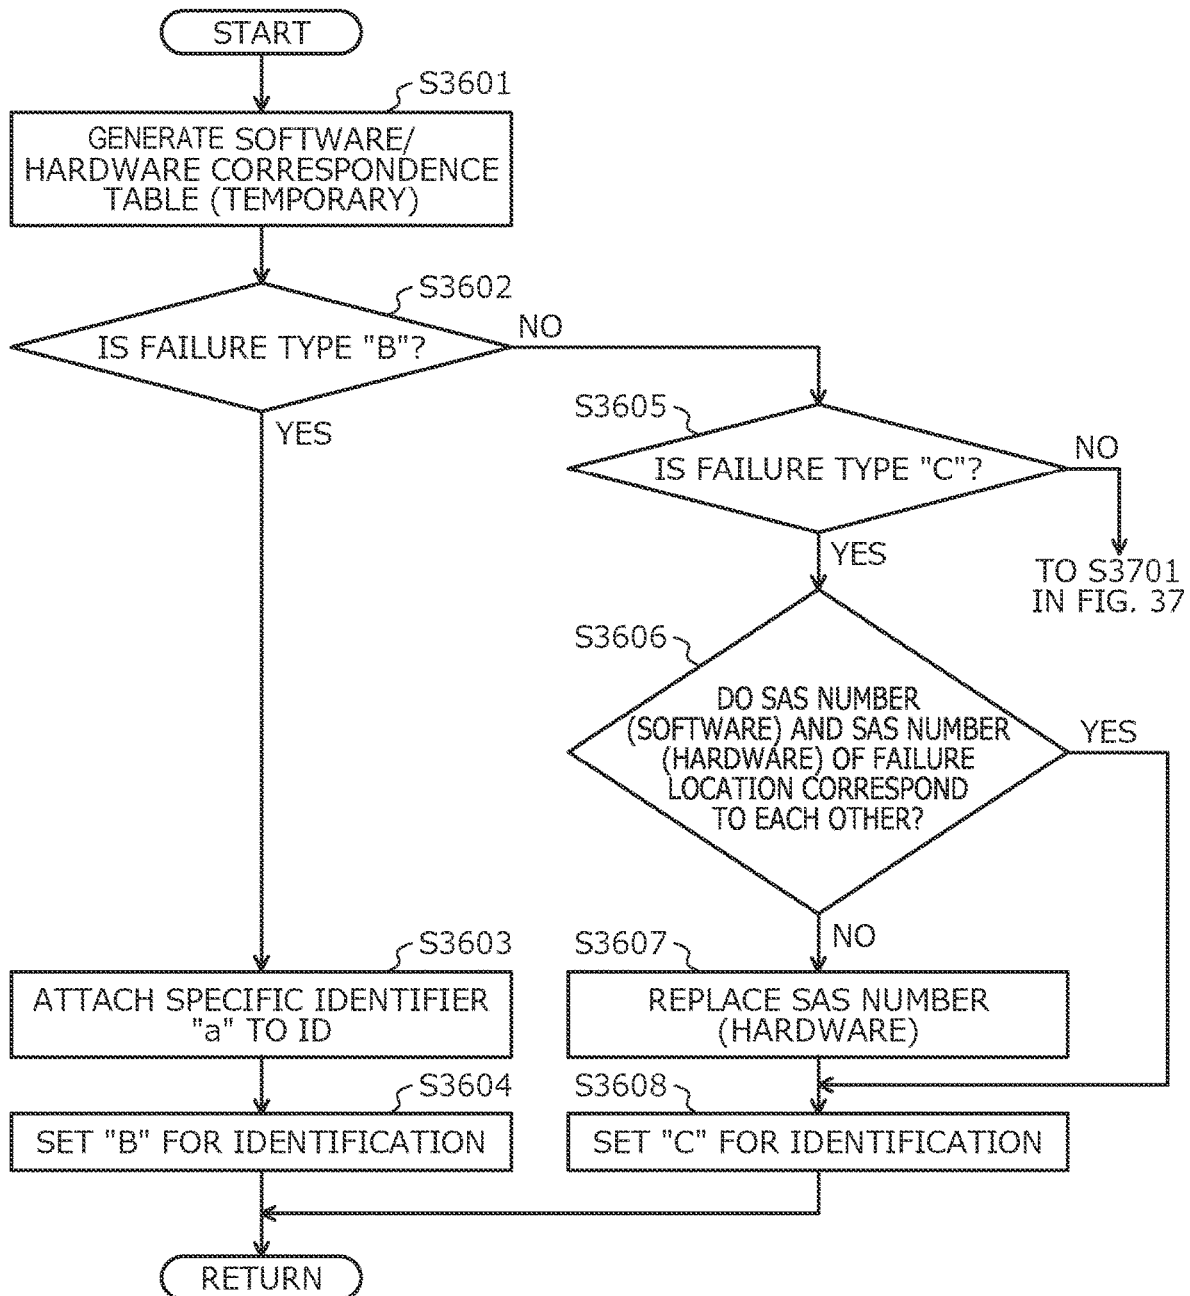 START
S3601
GENERATE SOFTWARE/
HARDWARE CORRESPONDENCE
TABLE (TEMPORARY)
S3602
IS FAILURE TYPE "B"?
NO
YES
S3605
IS FAILURE TYPE "C"?
NO
YES
TO S3701
IN FIG. 37
S3606
DO SAS NUMBER
(SOFTWARE) AND SAS NUMBER
(HARDWARE) OF FAILURE
LOCATION CORRESPOND
TO EACH OTHER?
YES
NO
S3603
ATTACH SPECIFIC IDENTIFIER
"a" TO ID
S3607
REPLACE SAS NUMBER
(HARDWARE)
S3604
SET "B" FOR IDENTIFICATION
S3608
SET "C" FOR IDENTIFICATION
RETURN